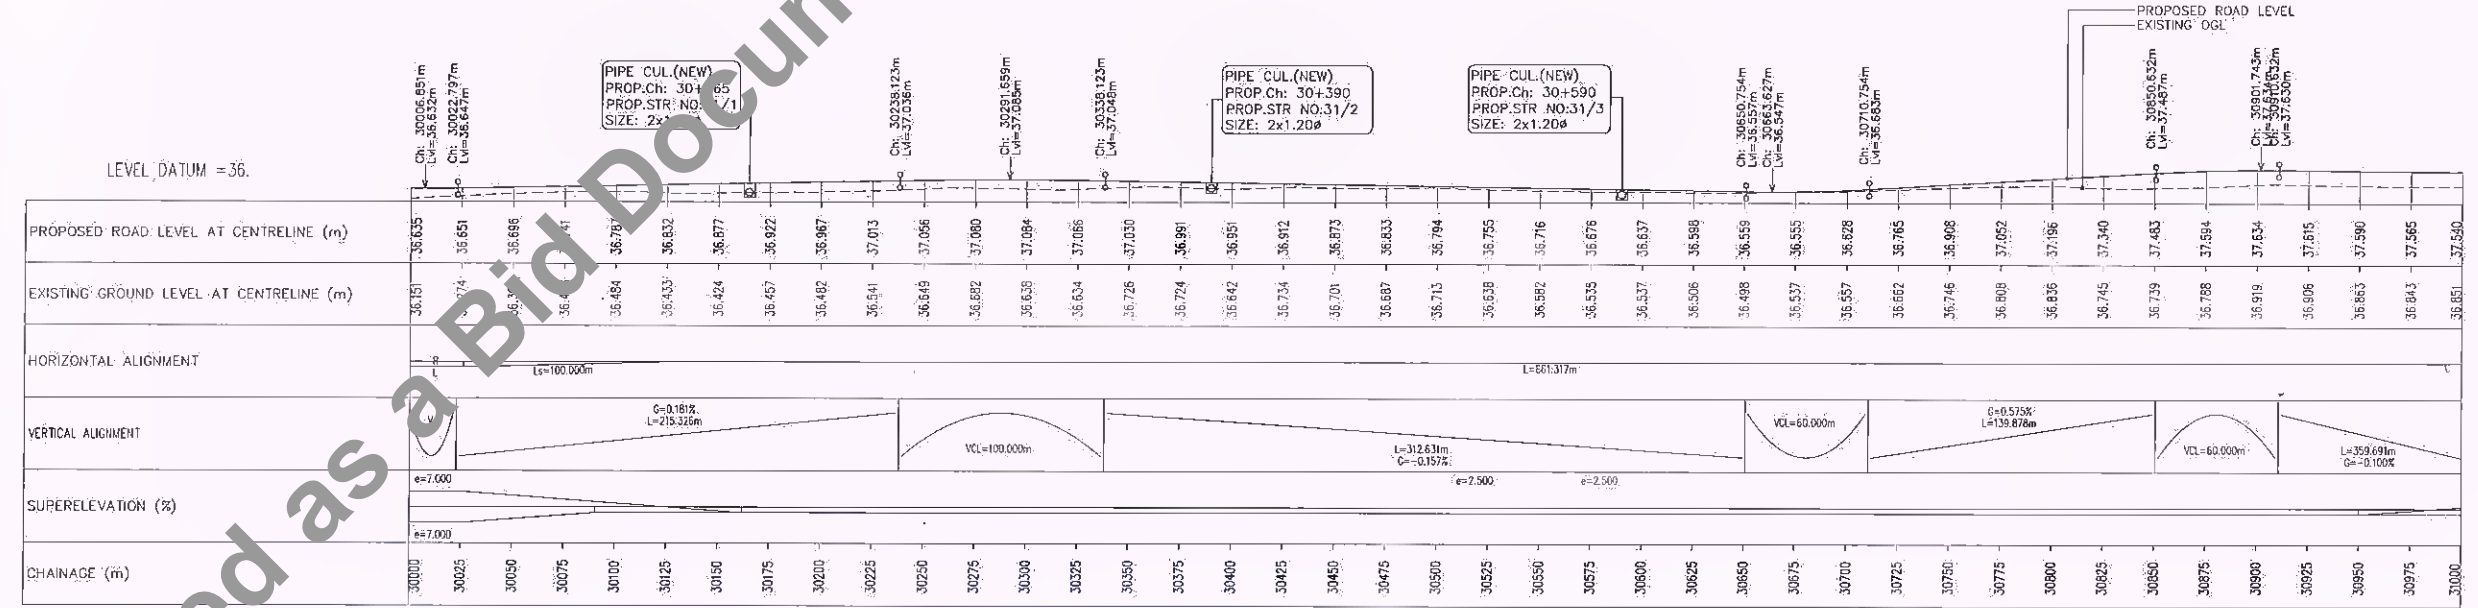 PROPOSED ROAD LEVEL
EXISTING OGL
Ch: 30006.851m
Lvl=36.632m
Ch: 30022.797m
Lvl=36.647m
PIPE CUL.(NEW)
PROP.Ch: 30+ 65
PROP.STR NO: /1
SIZE: 2x1
Ch: 30238.123m
Lvl=37.036m
Ch: 30291.659m
Lvl=37.085m
Ch: 30338.123m
Lvl=37.048m
PIPE CUL.(NEW)
PROP.Ch: 30+390
PROP.STR NO:31/2
SIZE: 2x1.20ø
PIPE CUL.(NEW)
PROP.Ch: 30+590
PROP.STR NO:31/3
SIZE: 2x1.20ø
Ch: 30650.754m
Lvl=36.557m
Ch: 30663.627m
Lvl=36.547m
Ch: 30710.754m
Lvl=36.683m
Ch: 30850.632m
Lvl=37.487m
Ch: 30901.743m
Ch: 30910.632m
Lvl=37.630m
LEVEL DATUM =36.
PROPOSED ROAD LEVEL AT CENTRELINE (m) 36.635 36.651 36.696 36.787 36.832 36.877 36.922 36.967 37.013 37.056 37.080 37.084 37.066 37.030 36.991 36.951 36.912 36.873 36.833 36.794 36.755 36.716 36.676 36.637 36.598 36.559 36.555 36.628 36.765 36.908 37.052 37.196 37.340 37.483 37.594 37.634 37.615 37.590 37.565 37.540
EXISTING GROUND LEVEL AT CENTRELINE (m) 36.151 36.484 36.433 36.424 36.457 36.482 36.641 36.649 36.682 36.638 36.634 36.726 36.724 36.642 36.734 36.701 36.687 36.713 36.638 36.582 36.535 36.537 36.506 36.498 36.537 36.557 36.662 36.746 36.808 36.836 36.745 36.739 36.788 36.919 36.906 36.863 36.843 36.851
HORIZONTAL ALIGNMENT
L
Ls=100.000m
L=661.317m
VERTICAL ALIGNMENT
V
G=0.181%
L=215.326m
VCL=100.000m
L=312.631m
G=-0.157%
VCL=60.000m
G=0.575%
L=139.878m
VCL=60.000m
L=359.691m
G=-0.100%
SUPERELEVATION (%)
e=7.000
e=2.500
e=2.500
e=7.000
CHAINAGE (m) 30000 30025 30050 30075 30100 30125 30150 30175 30200 30225 30250 30275 30300 30325 30350 30375 30400 30425 30450 30475 30500 30525 30550 30575 30600 30625 30650 30675 30700 30725 30750 30775 30800 30825 30850 30875 30900 30925 30950 30975 31000
ed as a Bid Docum